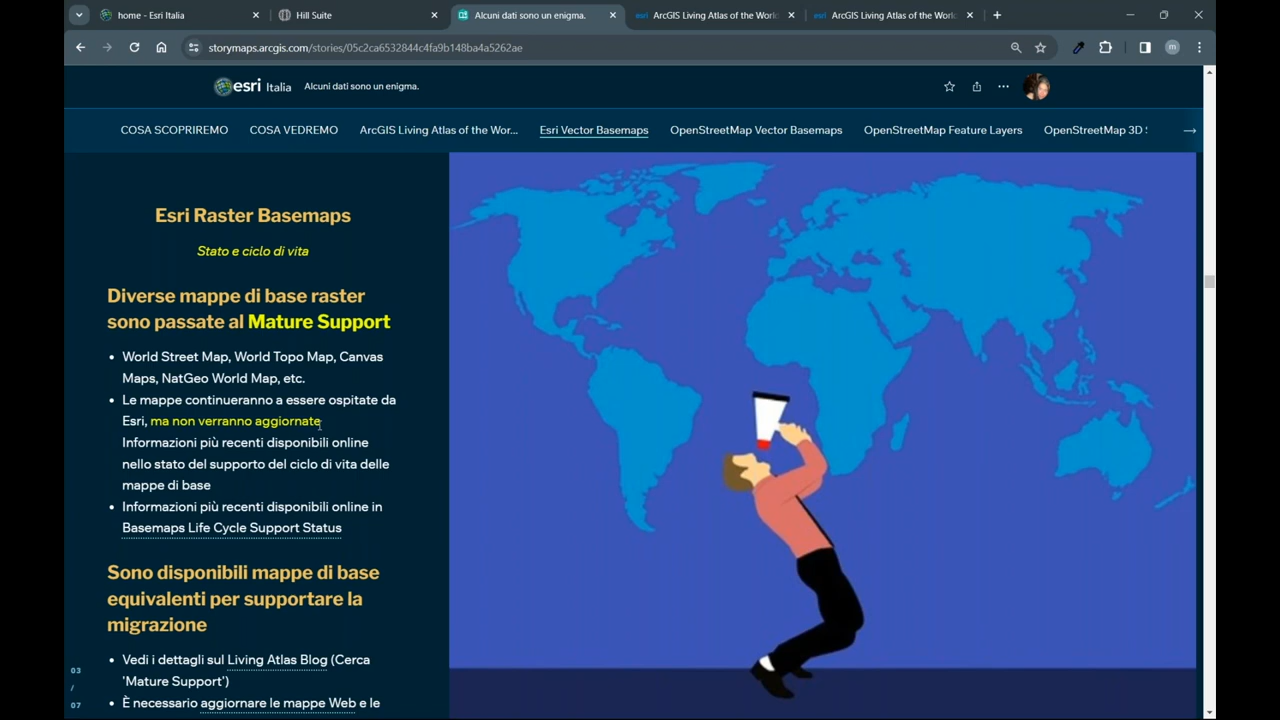 home - Esri Italia
Hill Suite
Alcuni dati sono un enigma.
ArcGIS Living Atlas of the World
ArcGIS Living Atlas of the World
storymaps.arcgis.com/stories/05c2ca6532844c4fa9b148ba4a5262ae
m
esri Italia
Alcuni dati sono un enigma.
COSA SCOPRIREMO
COSA VEDREMO
ArcGIS Living Atlas of the Wor...
Esri Vector Basemaps
OpenStreetMap Vector Basemaps
OpenStreetMap Feature Layers
OpenStreetMap 3D
Esri Raster Basemaps
Stato e ciclo di vita
Diverse mappe di base raster
sono passate al Mature Support
World Street Map, World Topo Map, Canvas
Maps, NatGeo World Map, etc.
Le mappe continueranno a essere ospitate da
Esri, ma non verranno aggiornate
Informazioni più recenti disponibili online
nello stato del supporto del ciclo di vita delle
mappe di base
Informazioni più recenti disponibili online in
Basemaps Life Cycle Support Status
Sono disponibili mappe di base
equivalenti per supportare la
migrazione
Vedi i dettagli sul Living Atlas Blog (Cerca
'Mature Support')
È necessario aggiornare le mappe Web e le
03
/
07